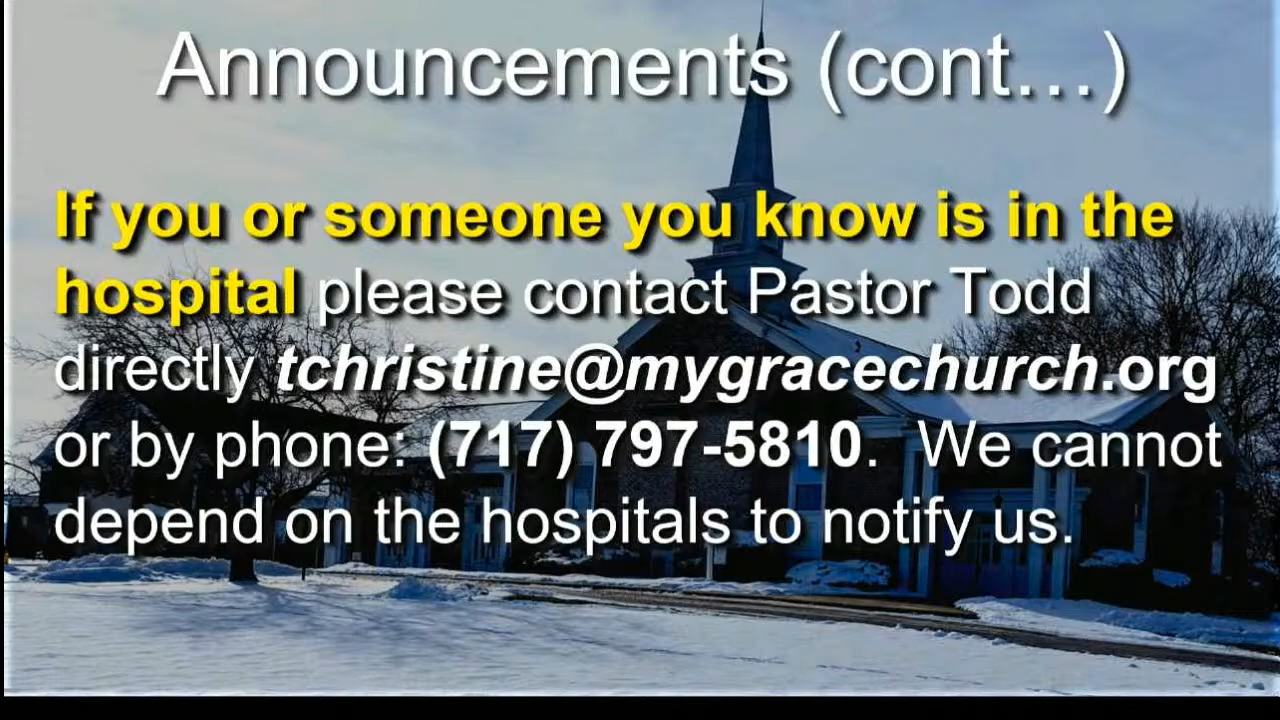 Announcements (cont…)
If you or someone you know is in the
hospital please contact Pastor Todd
directly tchristine@mygracechurch.org
or by phone: (717) 797-5810.  We cannot
depend on the hospitals to notify us.